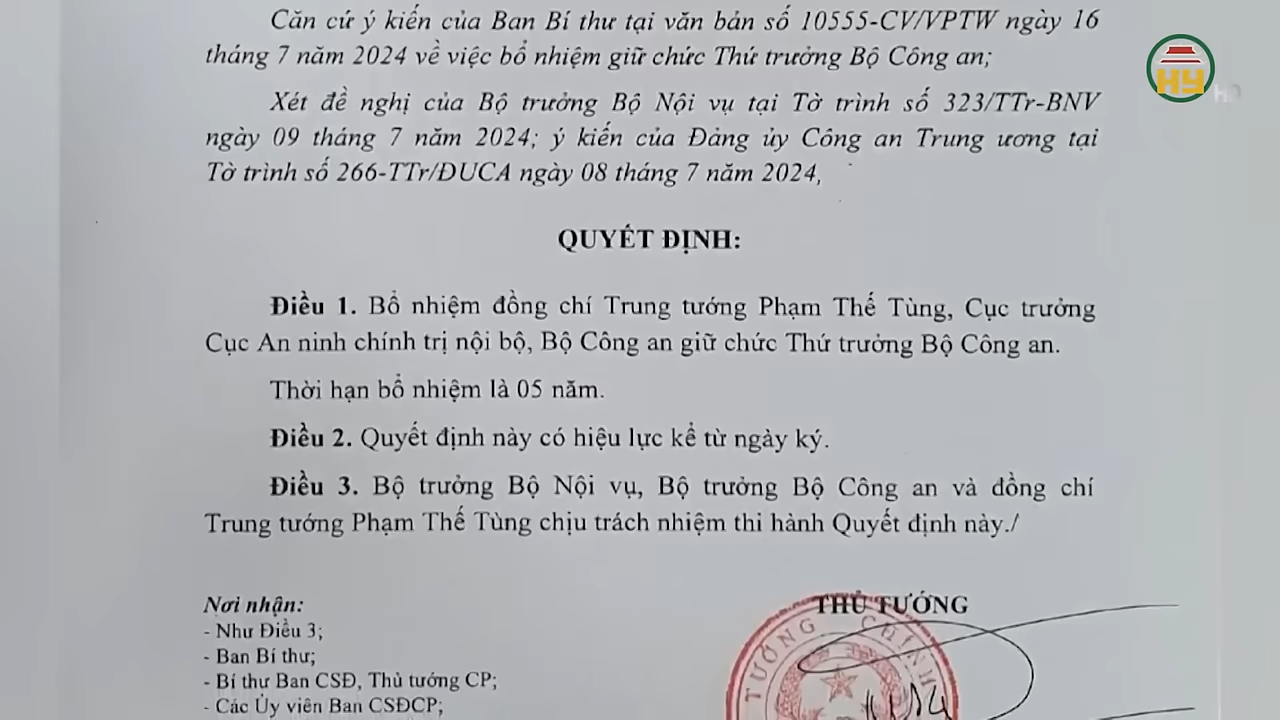 Căn cứ ý kiến của Ban Bí thư tại văn bản số 10555-CV/VPTW ngày 16
tháng 7 năm 2024 về việc bổ nhiệm giữ chức Thứ trưởng Bộ Công an;
Xét đề nghị của Bộ trưởng Bộ Nội vụ tại Tờ trình số 323/TTr-BNV
ngày 09 tháng 7 năm 2024; ý kiến của Đảng ủy Công an Trung ương tại
Tờ trình số 266-TTr/ĐUCA ngày 08 tháng 7 năm 2024,
HY
HD
QUYẾT ĐỊNH:
Điều 1. Bổ nhiệm đồng chí Trung tướng Phạm Thế Tùng, Cục trưởng
Cục An ninh chính trị nội bộ, Bộ Công an giữ chức Thứ trưởng Bộ Công an.
Thời hạn bổ nhiệm là 05 năm.
Điều 2. Quyết định này có hiệu lực kể từ ngày ký.
Điều 3. Bộ trưởng Bộ Nội vụ, Bộ trưởng Bộ Công an và đồng chí
Trung tướng Phạm Thế Tùng chịu trách nhiệm thi hành Quyết định này./
Nơi nhận:
- Như Điều 3;
- Ban Bí thư;
- Bí thư Ban CSĐ, Thủ tướng CP;
- Các Ủy viên Ban CSĐCP;
THỦ TƯỚNG
TƯỚNG CHÍNH